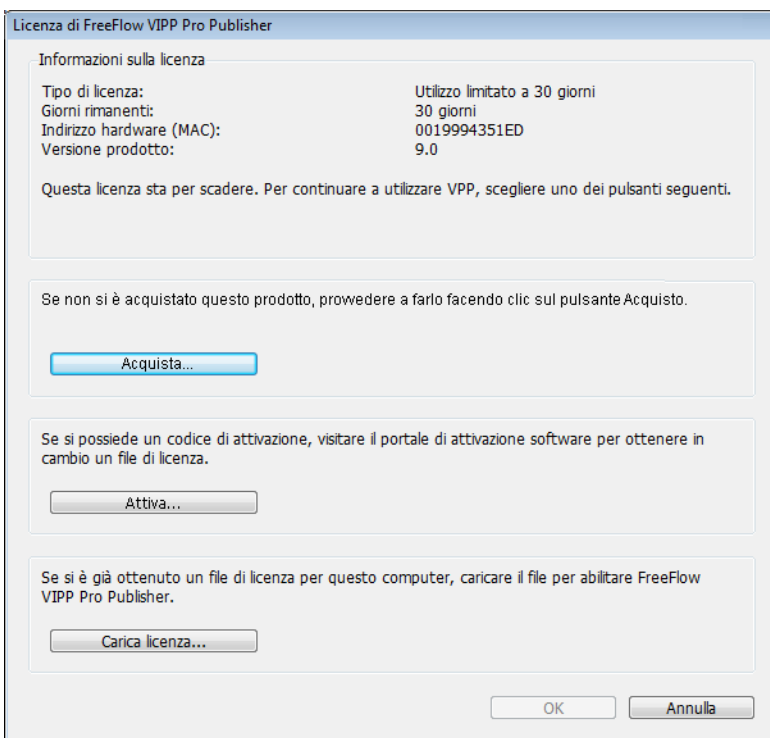 Licenza di FreeFlow VIPP Pro Publisher
Informazioni sulla licenza
Tipo di licenza: Utilizzo limitato a 30 giorni
Giorni rimanenti: 30 giorni
Indirizzo hardware (MAC): 0019994351ED
Versione prodotto: 9.0
Questa licenza sta per scadere. Per continuare a utilizzare VPP, scegliere uno dei pulsanti seguenti.
Se non si è acquistato questo prodotto, prowedere a farlo facendo clic sul pulsante Acquisto.
Acquista...
Se si possiede un codice di attivazione, visitare il portale di attivazione software per ottenere in
cambio un file di licenza.
Attiva...
Se si è già ottenuto un file di licenza per questo computer, caricare il file per abilitare FreeFlow
VIPP Pro Publisher.
Carica licenza...
OK Annulla